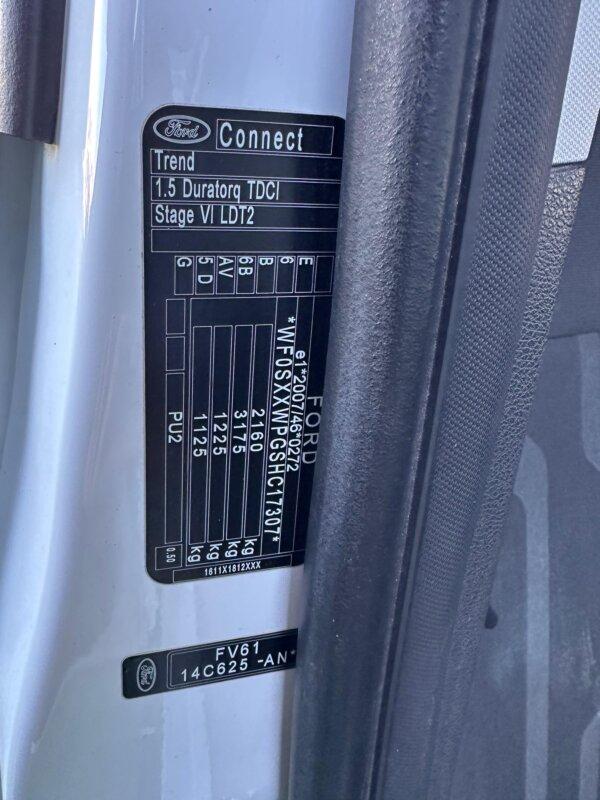 Ford
Connect
Trend
1.5 Duratorq TDCI
Stage VI LDT2
E
6
B
6B
AV
5 D
G
FORD
e1*2007/46*0272
*WF0SXXWPGSHC17307*
2160 kg
3175 kg
1225 kg
1125 kg
PU2
0.50
1611X1812XXX
Ford
FV61
14C625 -AN*